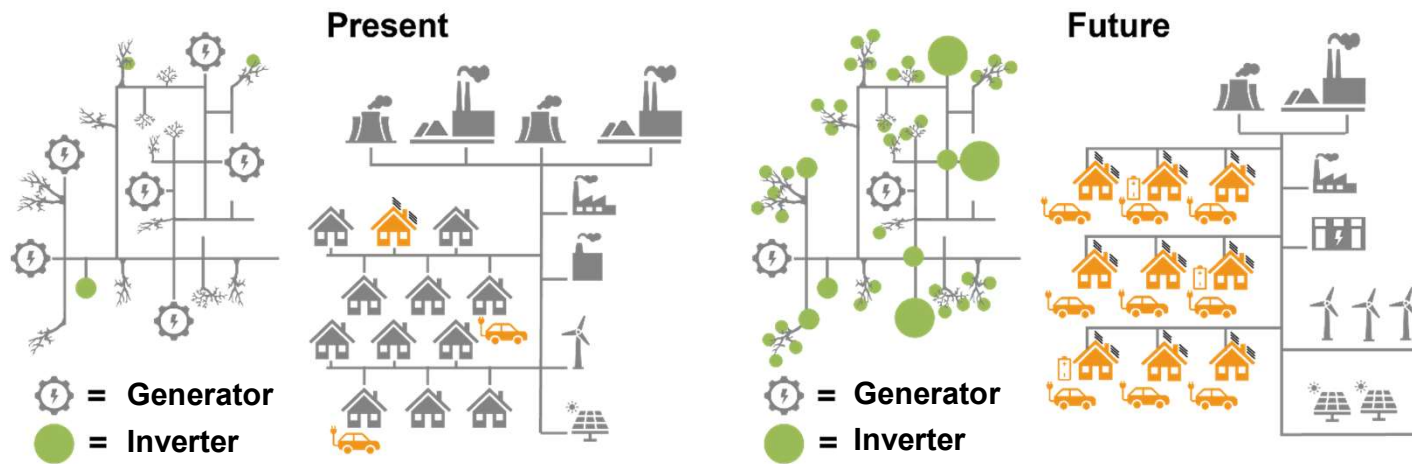 Present
Future
= Generator
= Inverter
= Generator
= Inverter